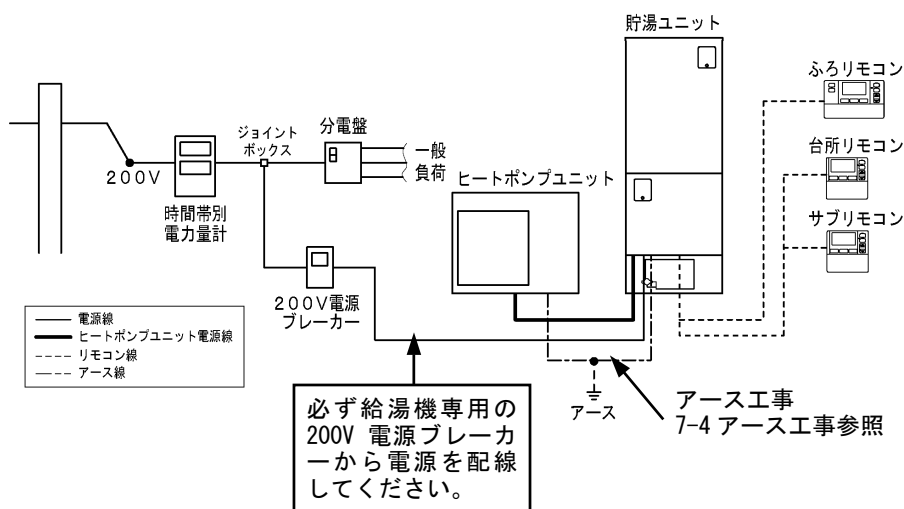 貯湯ユニット
ふろリモコン
分電盤
ジョイント
ボックス
一般
負荷
200V
台所リモコン
ヒートポンプユニット
時間帯別
電力量計
サブリモコン
200V電源
ブレーカー
電源線
ヒートポンプユニット電源線
リモコン線
アース線
アース
必ず給湯機専用の
200V 電源ブレーカ
ーから電源を配線
してください。
アース工事
7-4 アース工事参照